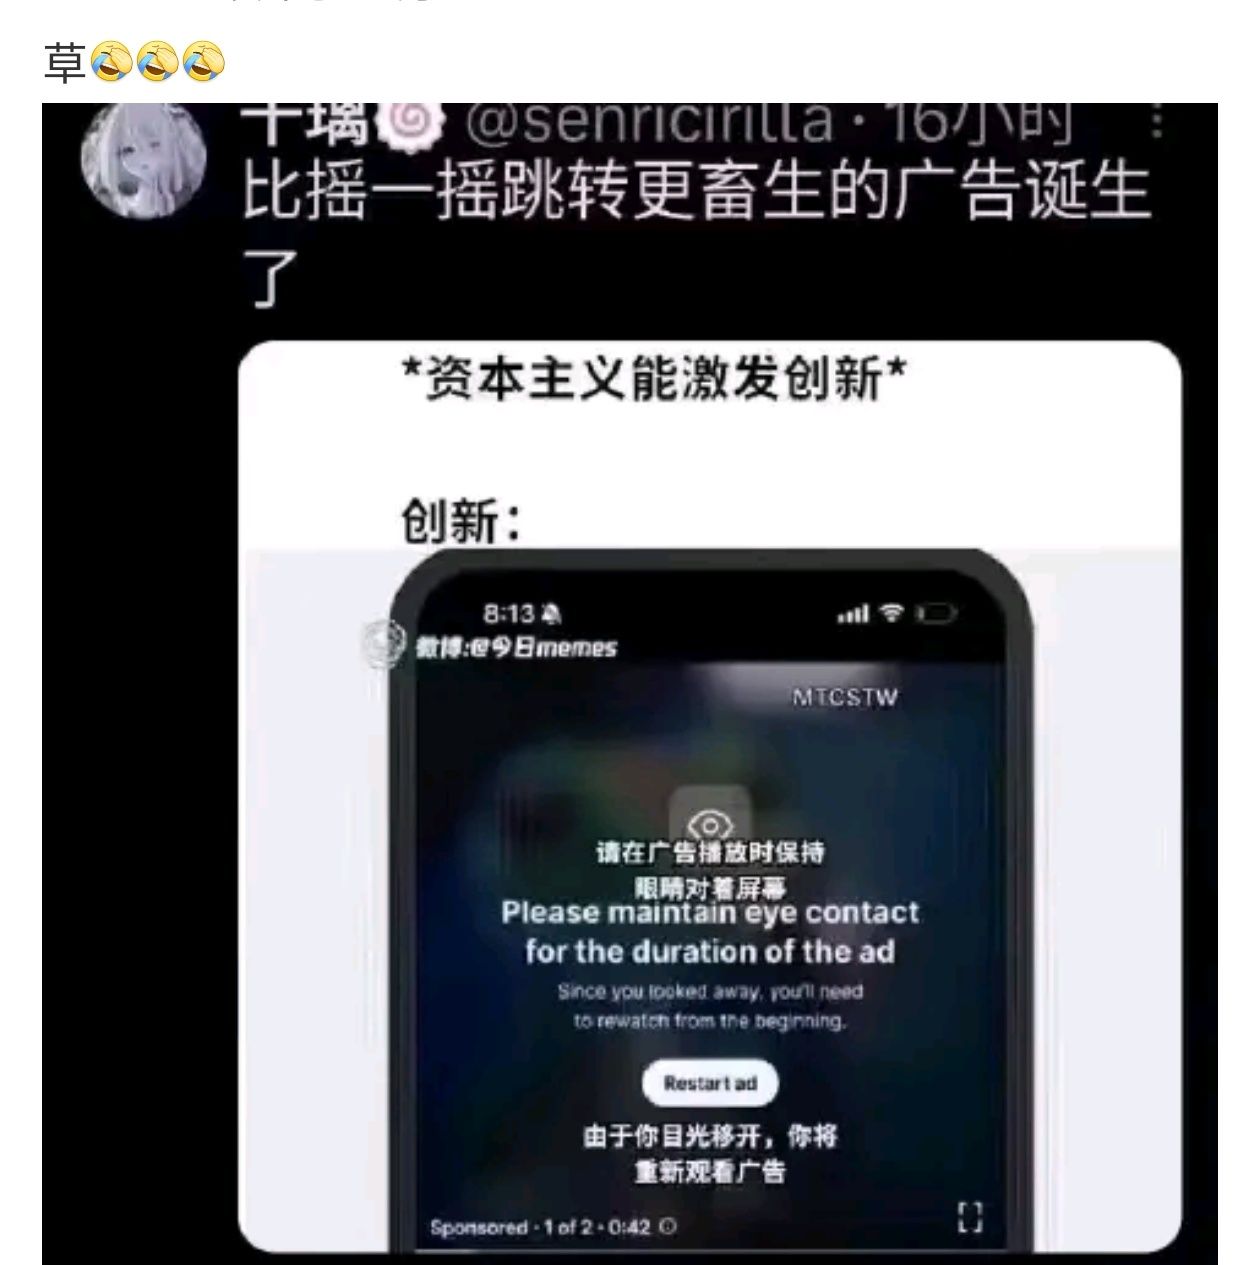 草🤣🤣🤣
千璃🍥 @senricirilla · 16小时
比摇一摇跳转更畜生的广告诞生
了
*资本主义能激发创新*
创新：
8:13
微博:@今日memes
MTCSTW
请在广告播放时保持
眼睛对着屏幕
Please maintain eye contact
for the duration of the ad
Since you looked away, you'll need
to rewatch from the beginning.
Restart ad
由于你目光移开，你将
重新观看广告
Sponsored · 1 of 2 · 0:42